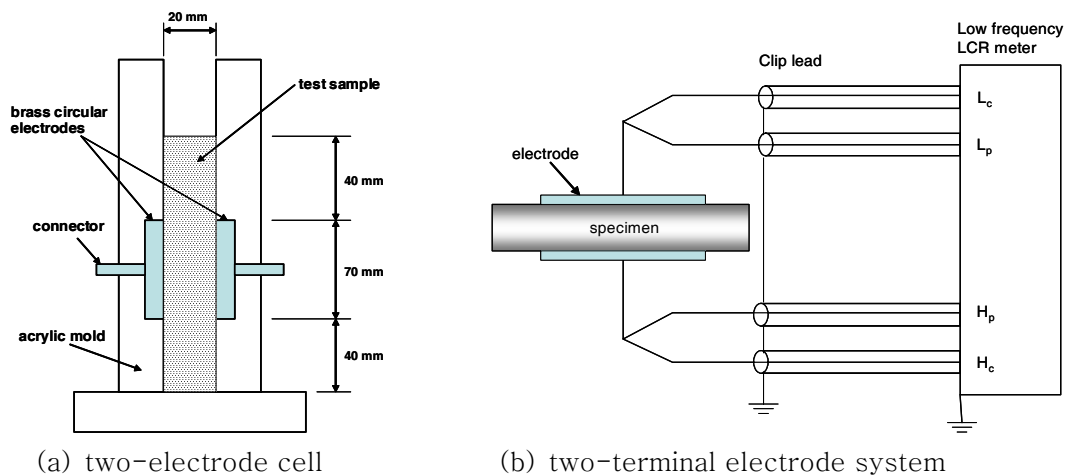 20 mm
test sample
brass circular
electrodes
40 mm
connector
70 mm
acrylic mold
40 mm
(a) two-electrode cell
Low frequency
LCR meter
Clip lead
Lc
Lp
electrode
specimen
Hp
Hc
(b) two-terminal electrode system